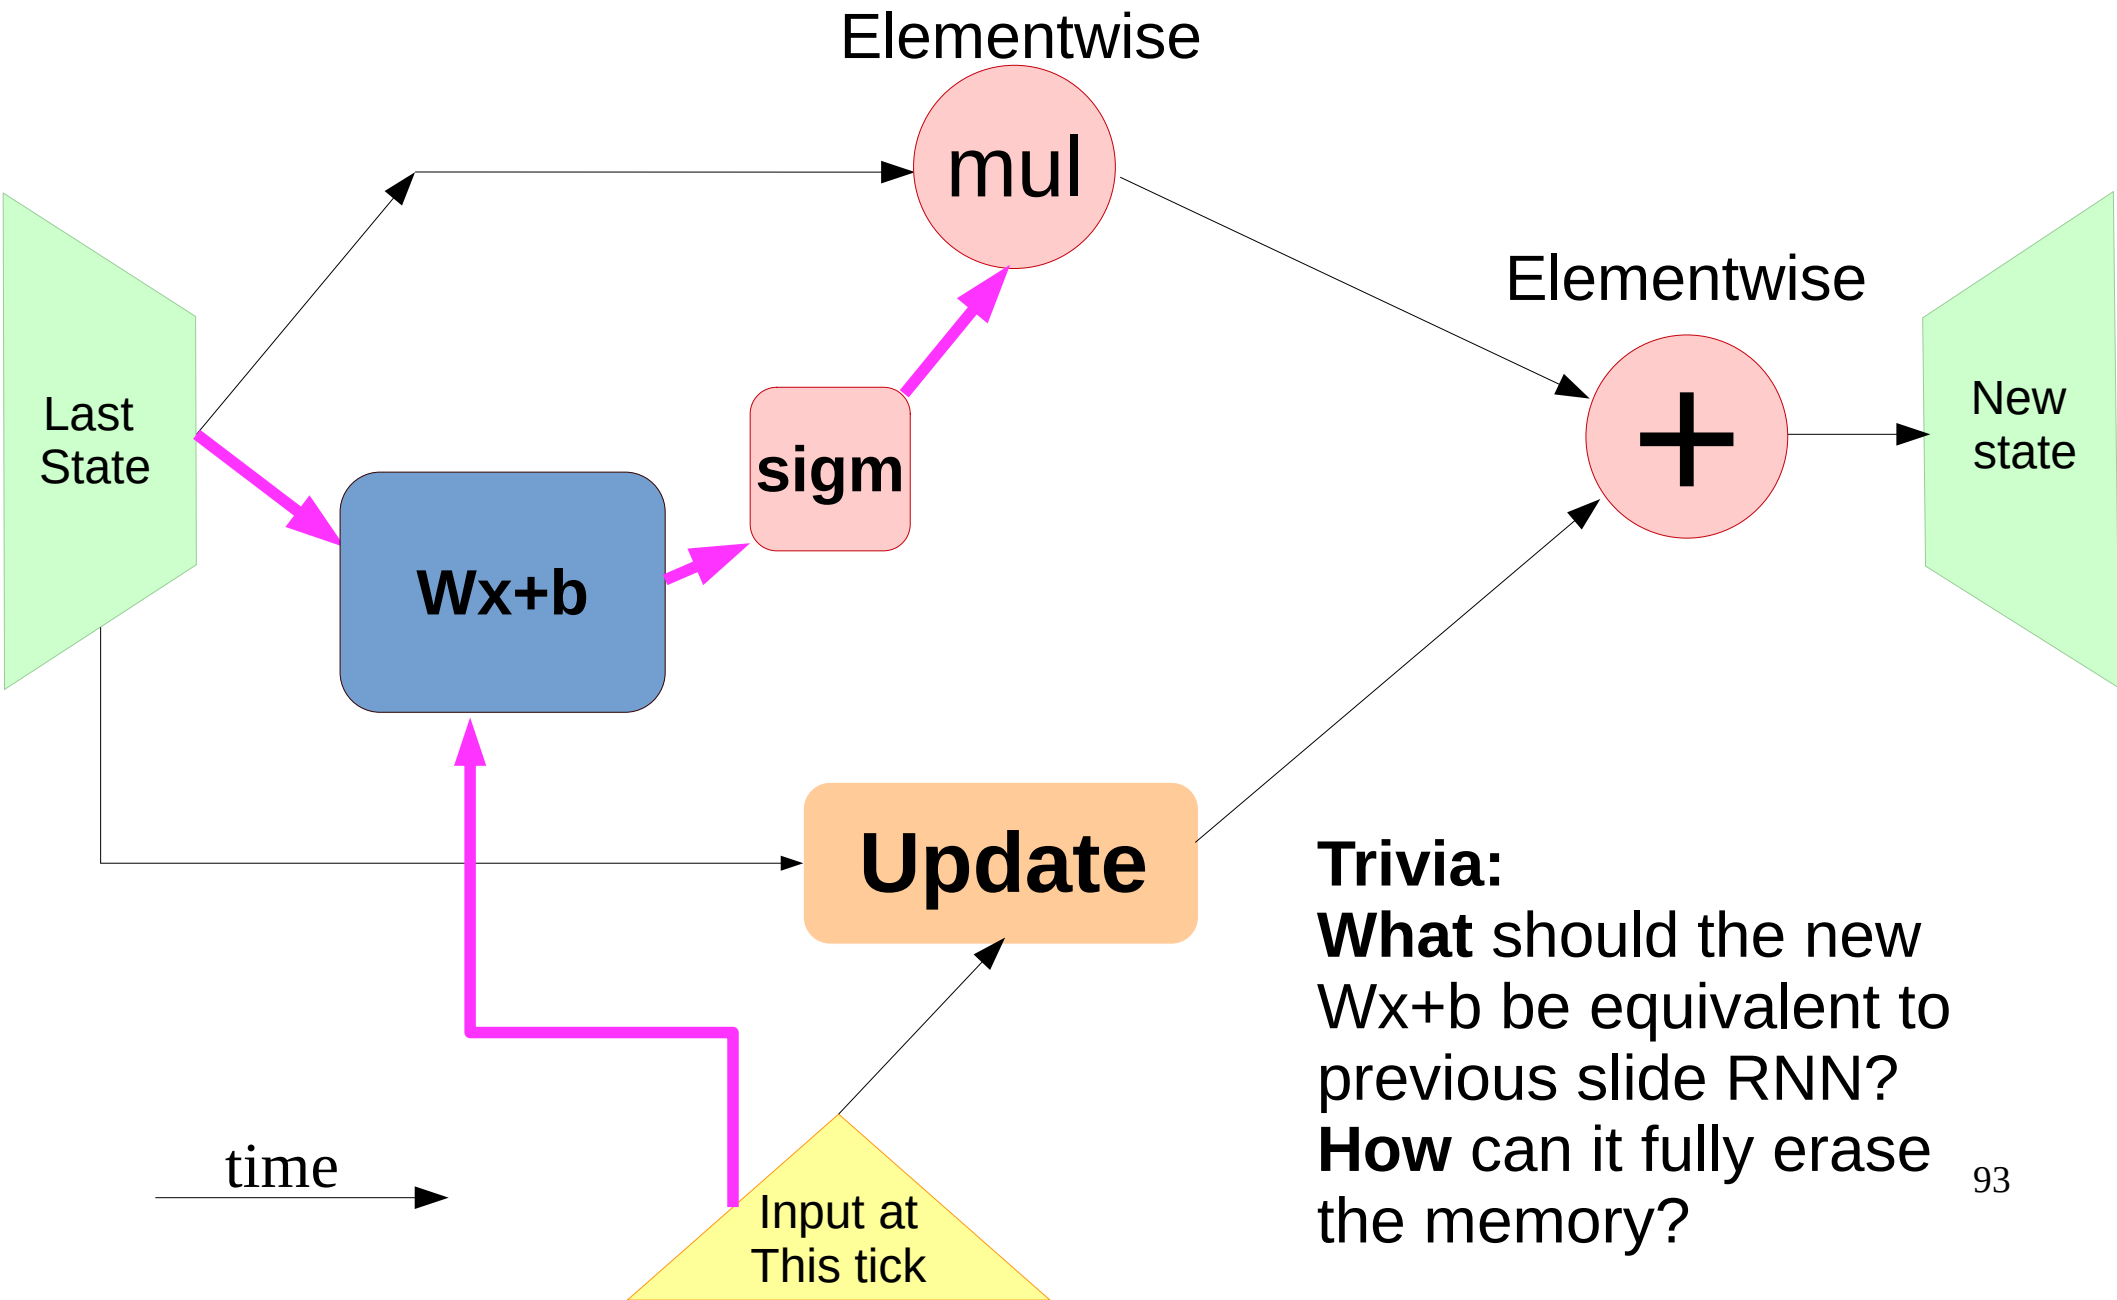 Elementwise
mul
Elementwise
+
Last
State
New
state
sigm
Wx+b
Update
Trivia:
What should the new
Wx+b be equivalent to
previous slide RNN?
How can it fully erase
the memory?
time
Input at
This tick
93